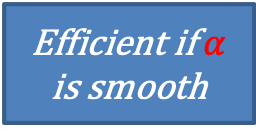 Efficient if α
is smooth